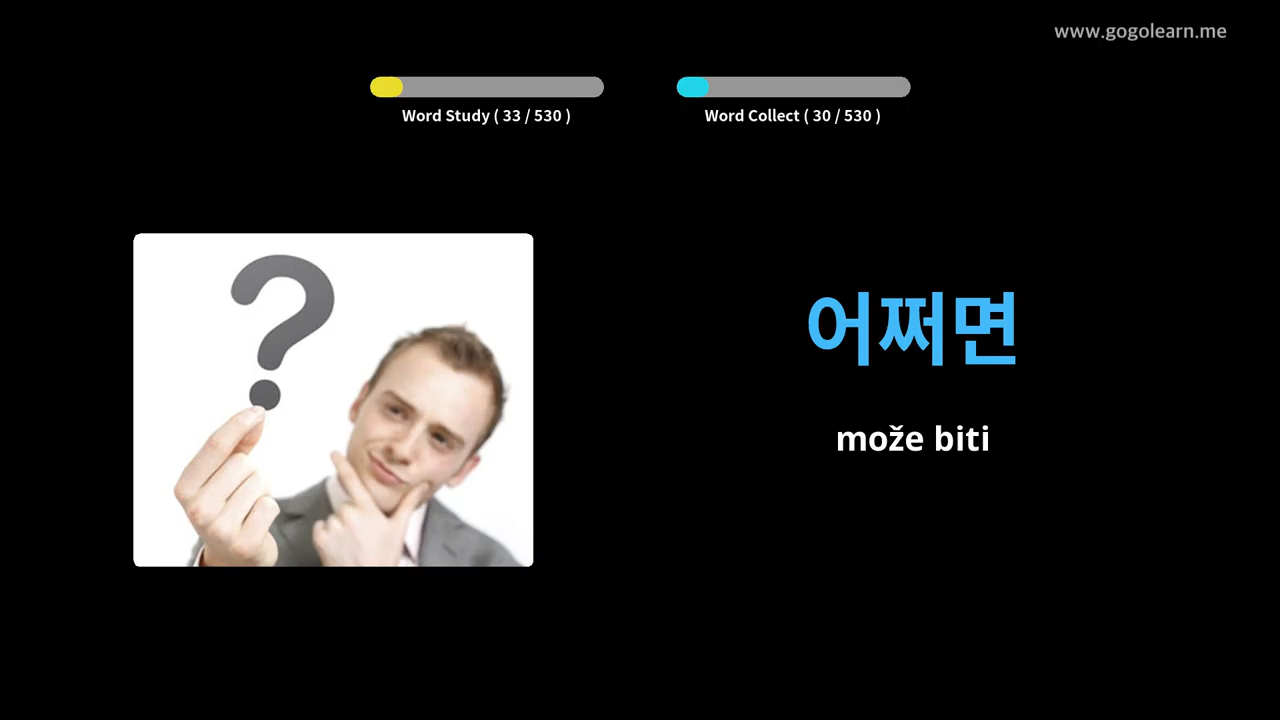 www.gogolearn.me
Word Study ( 33 / 530 )
Word Collect ( 30 / 530 )
어쩌면
može biti